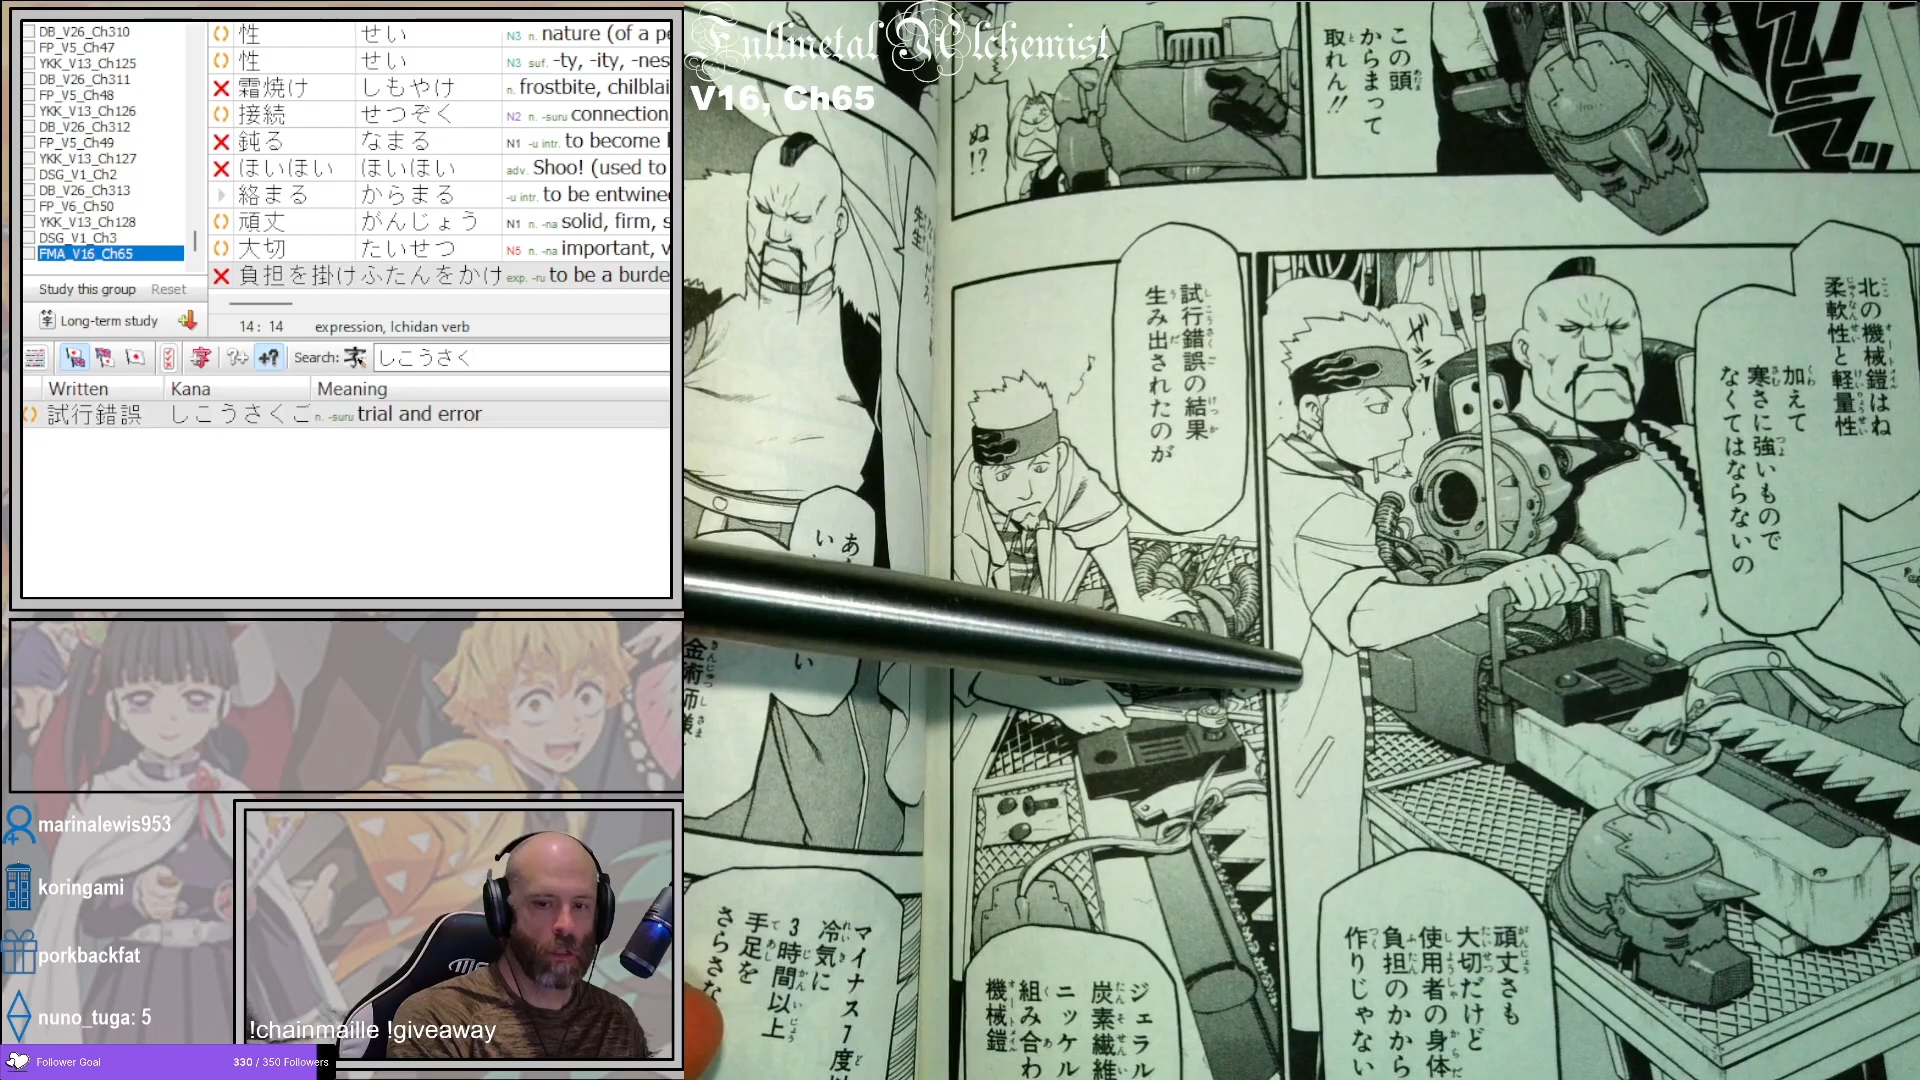 DB_V26_Ch310
FP_V5_Ch47
YKK_V13_Ch125
DB_V26_Ch311
FP_V5_Ch48
YKK_V13_Ch126
DB_V26_Ch312
FP_V5_Ch49
YKK_V13_Ch127
DSG_V1_Ch2
DB_V26_Ch313
FP_V6_Ch50
YKK_V13_Ch128
DSG_V1_Ch3
FMA_V16_Ch65
Study this group Reset
Long-term study
性 せい N3 n. nature (of a pe
性 せい N3 suf. -ty, -ity, -nes
霜焼け しもやけ n. frostbite, chilblai
接続 せつぞく N2 n. -suru connection
鈍る なまる N1 -u intr. to become
ほいほい ほいほい adv. Shoo! (used to
絡まる からまる -u intr. to be entwine
頑丈 がんじょう N1 n. -na solid, firm, s
大切 たいせつ N5 n. -na important, v
負担を掛け ふたんをかけ exp. -ru to be a burde
14: 14 expression, Ichidan verb
Search: 字 しこうさく
Written Kana Meaning
試行錯誤 しこうさくご n. -suru trial and error
Fullmetal Alchemist
V16, Ch65
この頭
からまって
取れん!!
ぬ!?
北の機械鎧はね
柔軟性と軽量性
加えて
寒さに強いもので
なくてはならないの
ギシ
頑丈さも
大切だけど
使用者の身体
負担のかから
作りじゃない
試行錯誤の結果
生み出されたのが
ジェラル
炭素繊維
ニッケル
組み合わ
機械鎧
マイナス7度
冷気に
3時間以上
手足を
さらさな
marinalewis953
koringami
porkbackfat
nuno_tuga: 5
!chainmaille !giveaway
Follower Goal 330 / 350 Followers